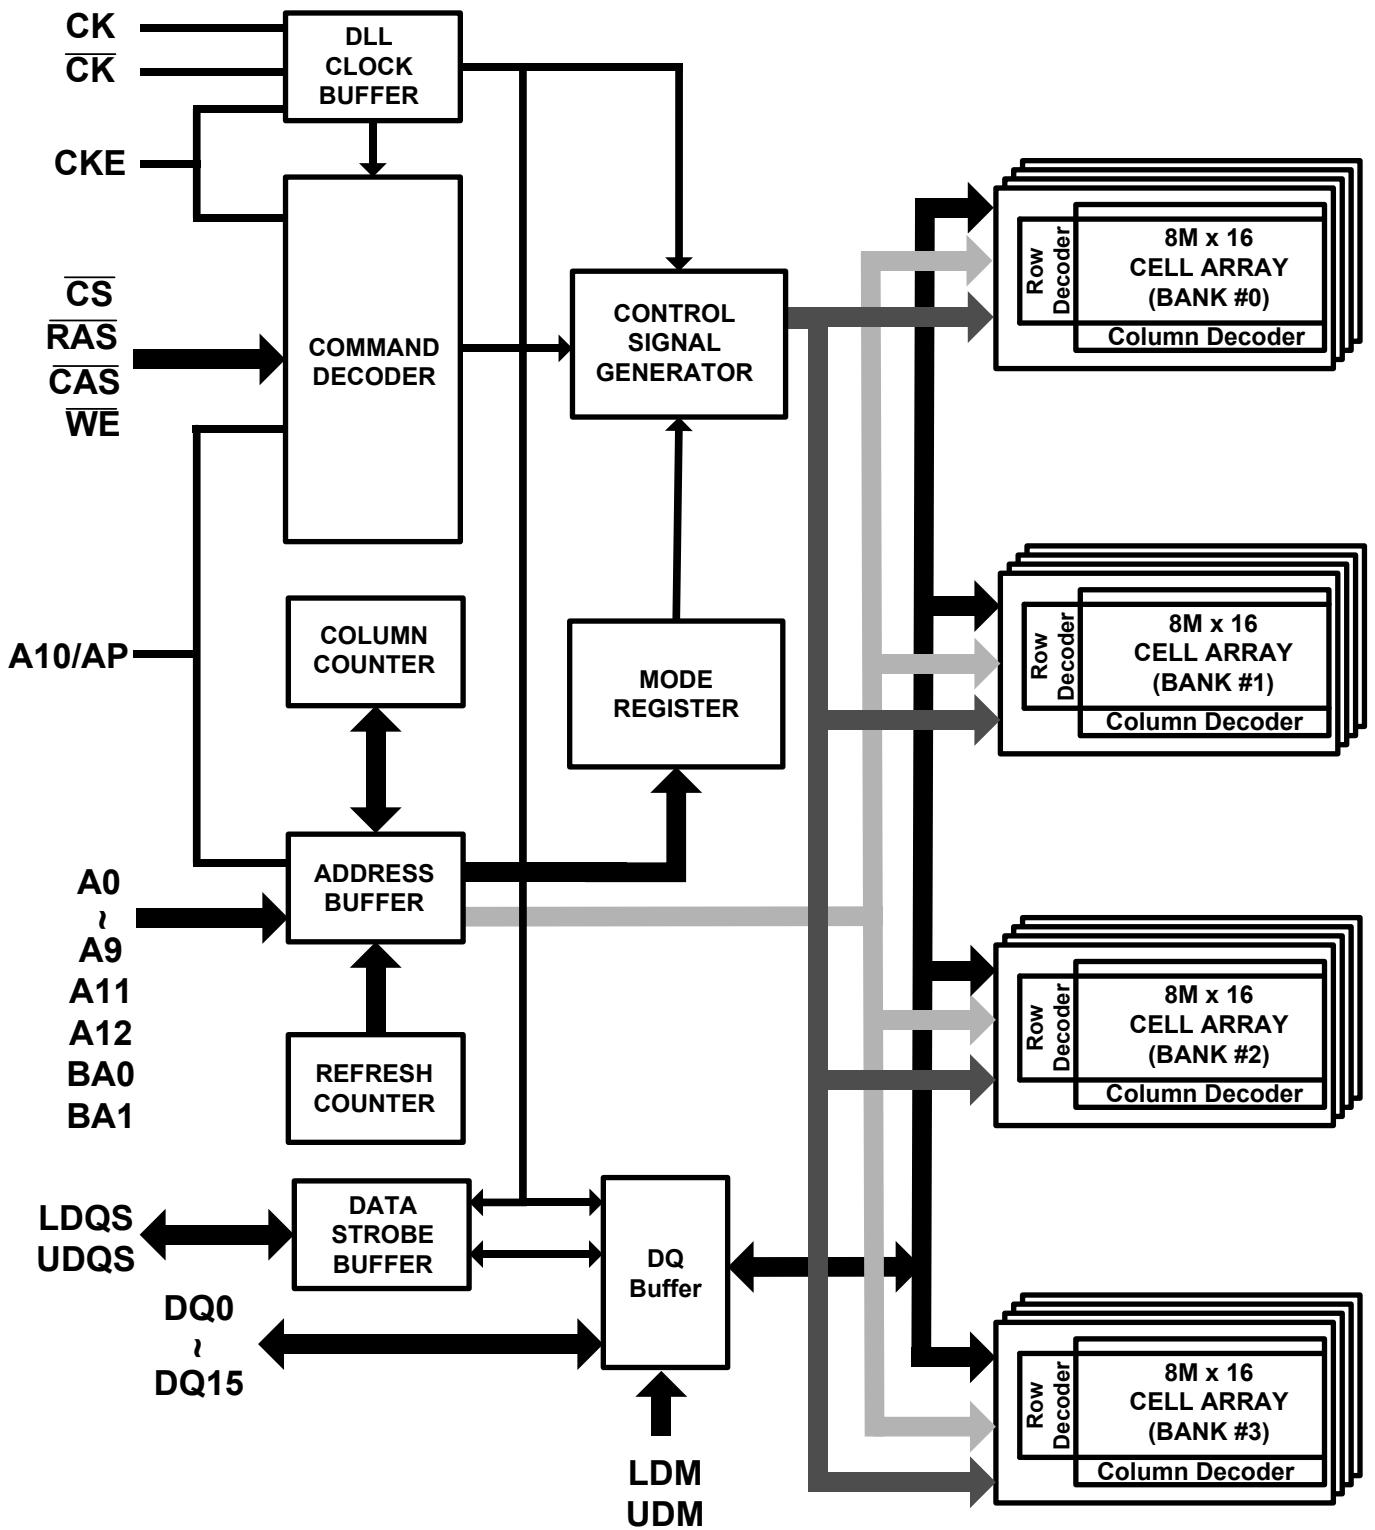 CK
CK
CKE
CS
RAS
CAS
WE
A10/AP
A0
~
A9
A11
A12
BA0
BA1
LDQS
UDQS
DQ0
~
DQ15
DLL
CLOCK
BUFFER
COMMAND
DECODER
COLUMN
COUNTER
ADDRESS
BUFFER
REFRESH
COUNTER
DATA
STROBE
BUFFER
CONTROL
SIGNAL
GENERATOR
MODE
REGISTER
DQ
Buffer
LDM
UDM
Row
Decoder
8M x 16
CELL ARRAY
(BANK #0)
Column Decoder
Row
Decoder
8M x 16
CELL ARRAY
(BANK #1)
Column Decoder
Row
Decoder
8M x 16
CELL ARRAY
(BANK #2)
Column Decoder
Row
Decoder
8M x 16
CELL ARRAY
(BANK #3)
Column Decoder